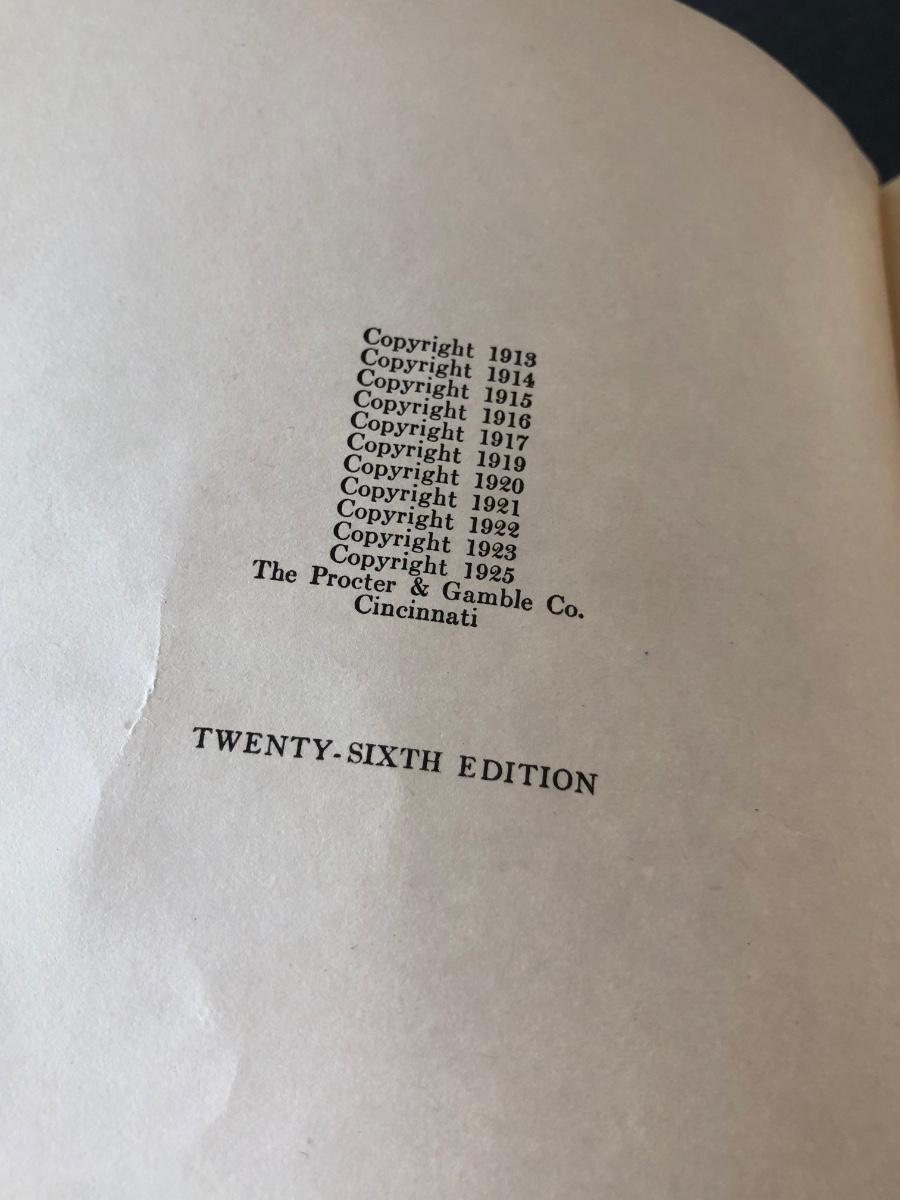 Copyright 1913
Copyright 1914
Copyright 1915
Copyright 1916
Copyright 1917
Copyright 1919
Copyright 1920
Copyright 1921
Copyright 1922
Copyright 1923
Copyright 1925
The Procter & Gamble Co.
Cincinnati
TWENTY-SIXTH EDITION